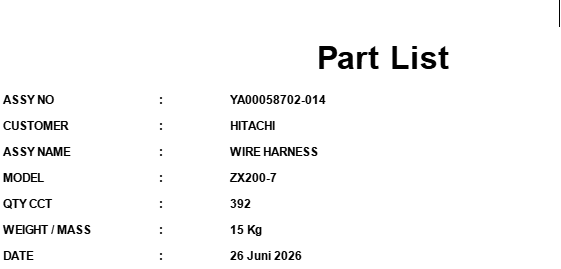 Part List
ASSY NO : YA00058702-014
CUSTOMER : HITACHI
ASSY NAME : WIRE HARNESS
MODEL : ZX200-7
QTY CCT : 392
WEIGHT / MASS : 15 Kg
DATE : 26 Juni 2026